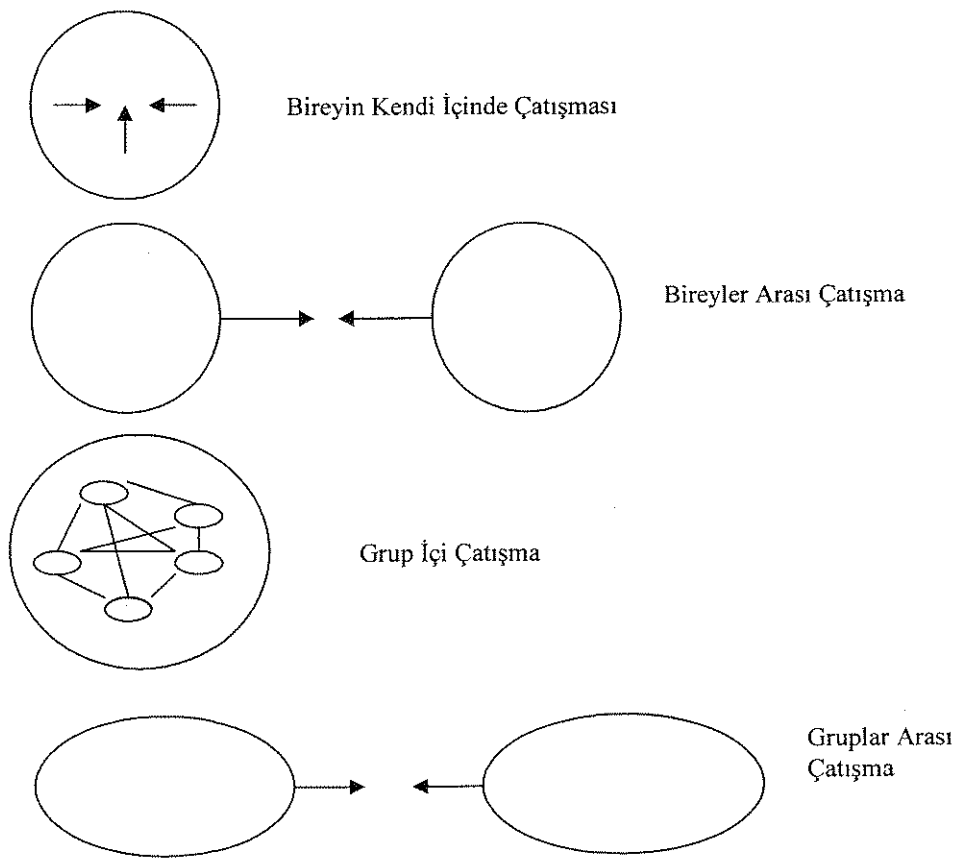 Bireyin Kendi İçinde Çatışması
Bireyler Arası Çatışma
Grup İçi Çatışma
Gruplar Arası
Çatışma